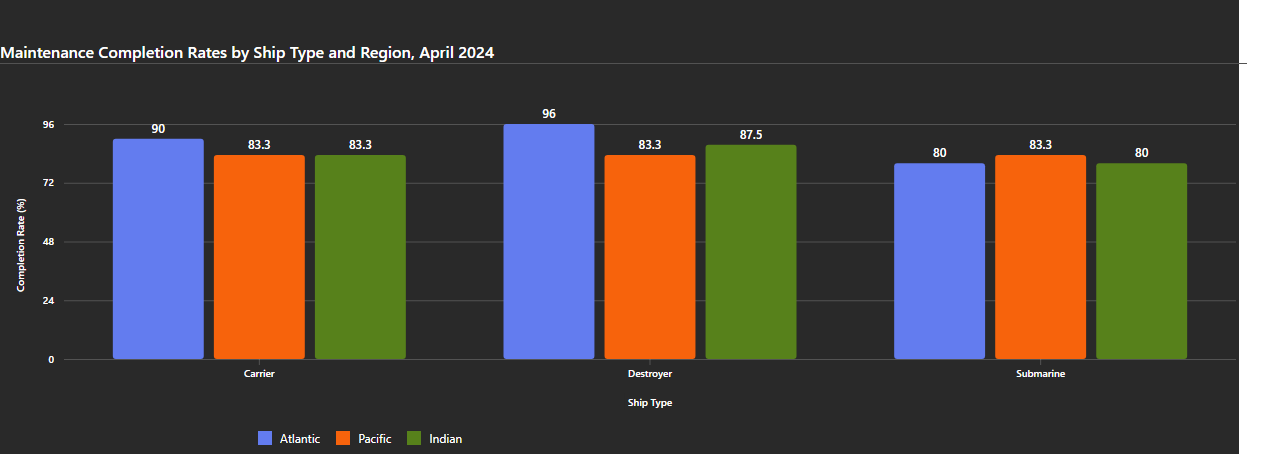 Maintenance Completion Rates by Ship Type and Region, April 2024
96
90
83.3
83.3
96
83.3
87.5
80
83.3
80
72
48
24
0
Completion Rate (%)
Carrier
Destroyer
Submarine
Ship Type
Atlantic
Pacific
Indian